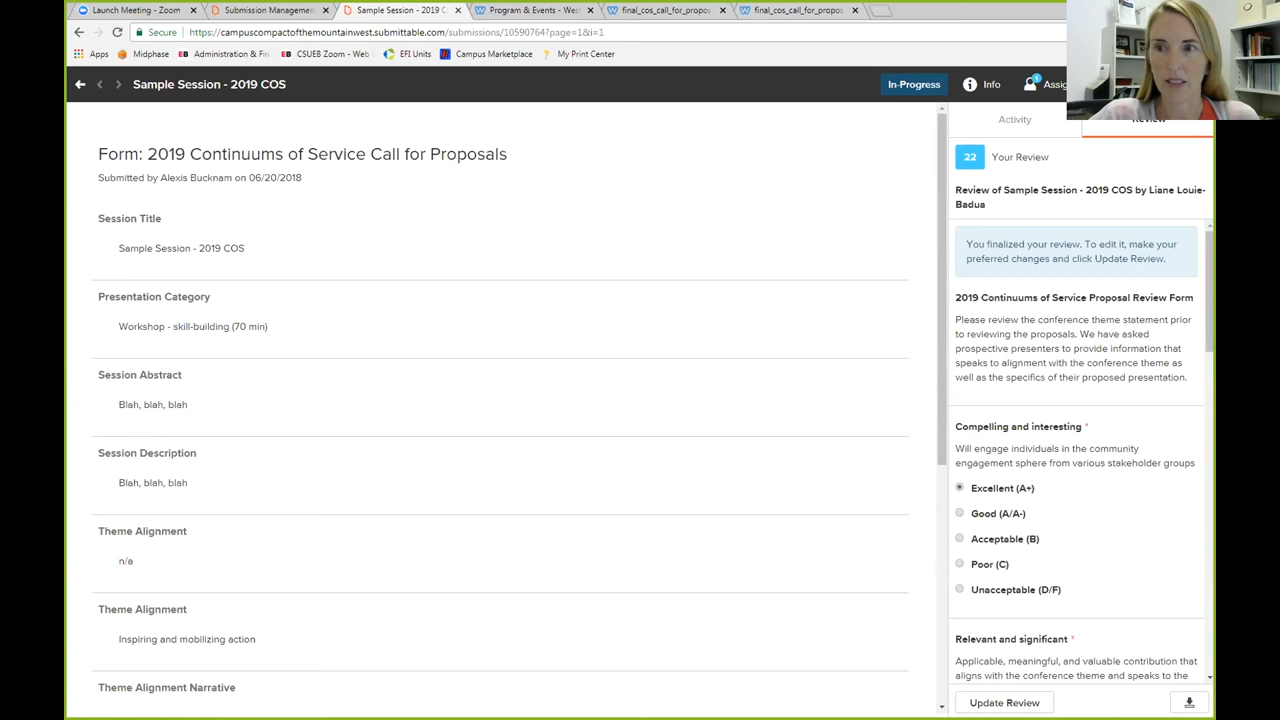 Launch Meeting - Zoom
Submission Management
Sample Session - 2019 C
Program & Events - West
final_cos_call_for_propos
final_cos_call_for_propos
Secure
https://campuscompactofthemountainwest.submittable.com/submissions/10590764?page=1&i=1
Apps
Midphase
Administration & Fin
CSUEB Zoom - Web
EFI Units
Campus Marketplace
My Print Center
Sample Session - 2019 COS
In-Progress
Info
1
Assig
Form: 2019 Continuums of Service Call for Proposals
Submitted by Alexis Bucknam on 06/20/2018
Session Title
Sample Session - 2019 COS
Presentation Category
Workshop - skill-building (70 min)
Session Abstract
Blah, blah, blah
Session Description
Blah, blah, blah
Theme Alignment
n/a
Theme Alignment
Inspiring and mobilizing action
Theme Alignment Narrative
Activity
Review
22
Your Review
Review of Sample Session - 2019 COS by Liane Louie-
Badua
You finalized your review. To edit it, make your
preferred changes and click Update Review.
2019 Continuums of Service Proposal Review Form
Please review the conference theme statement prior
to reviewing the proposals. We have asked
prospective presenters to provide information that
speaks to alignment with the conference theme as
well as the specifics of their proposed presentation.
Compelling and interesting *
Will engage individuals in the community
engagement sphere from various stakeholder groups
Excellent (A+)
Good (A/A-)
Acceptable (B)
Poor (C)
Unacceptable (D/F)
Relevant and significant *
Applicable, meaningful, and valuable contribution that
aligns with the conference theme and speaks to the
Update Review